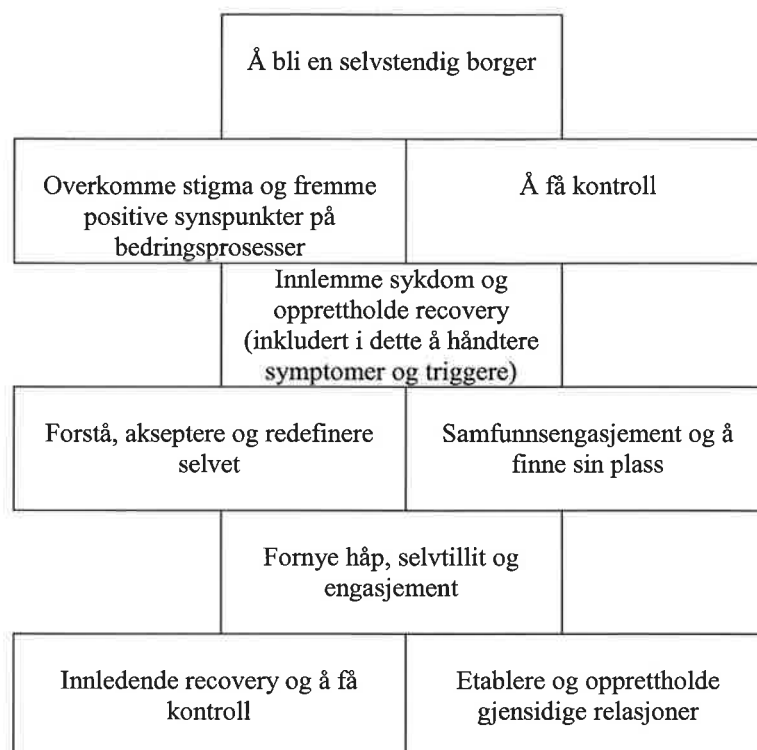 Å bli en selvstendig borger
Overkomme stigma og fremme
positive synspunkter på
bedringsprosesser
Å få kontroll
Innlemme sykdom og
opprettholde recovery
(inkludert i dette å håndtere
symptomer og triggere)
Forstå, akseptere og redefinere
selvet
Samfunnsengasjement og å
finne sin plass
Fornye håp, selvtillit og
engasjement
Innledende recovery og å få
kontroll
Etablere og opprettholde
gjensidige relasjoner